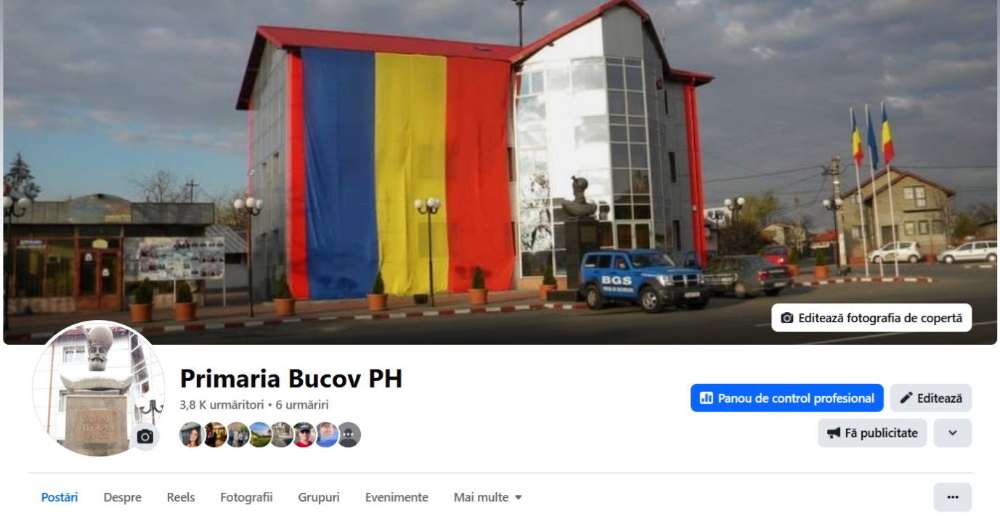 BGS
Editează fotografia de copertă
MIHAI
VITEAZUL
Primaria Bucov PH
3,8 K urmăritori • 6 urmăriri
Panou de control profesional
Editează
Fă publicitate
Postări
Despre
Reels
Fotografii
Grupuri
Evenimente
Mai multe